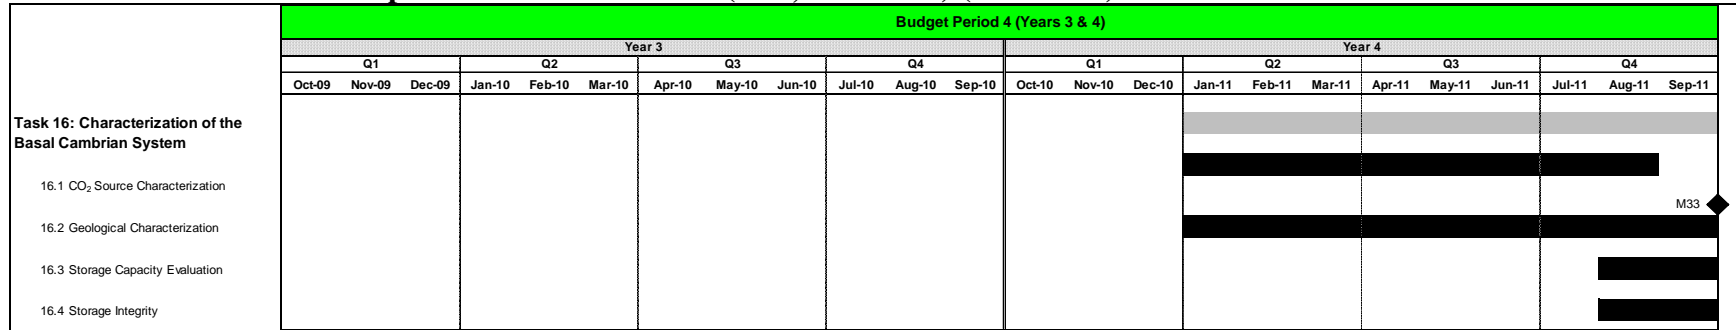 Budget Period 4 (Years 3 & 4)
Year 3 Year 4
Q1 Q2 Q3 Q4 Q1 Q2 Q3 Q4
Oct-09 Nov-09 Dec-09 Jan-10 Feb-10 Mar-10 Apr-10 May-10 Jun-10 Jul-10 Aug-10 Sep-10 Oct-10 Nov-10 Dec-10 Jan-11 Feb-11 Mar-11 Apr-11 May-11 Jun-11 Jul-11 Aug-11 Sep-11
Task 16: Characterization of the
Basal Cambrian System
16.1 CO₂ Source Characterization
M33
16.2 Geological Characterization
16.3 Storage Capacity Evaluation
16.4 Storage Integrity